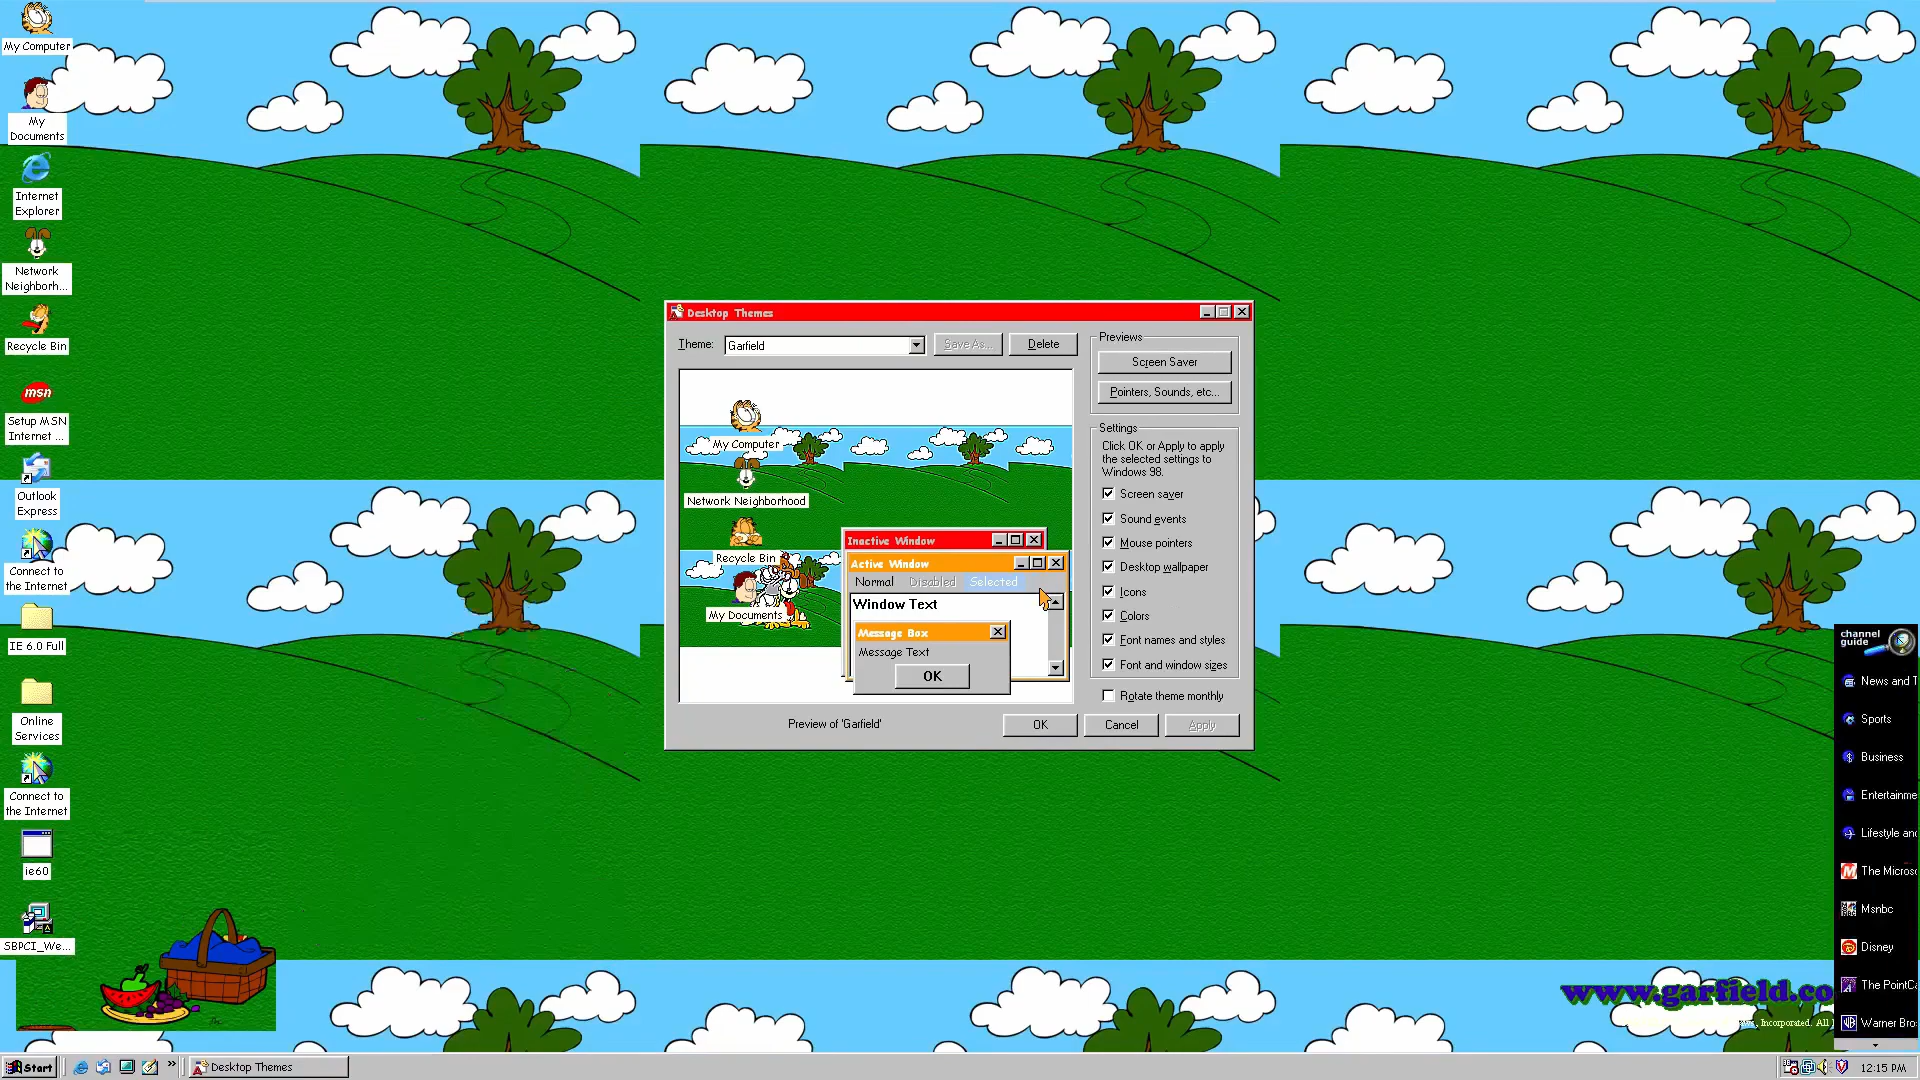 My Computer
My
Documents
Internet
Explorer
Network
Neighborh...
Recycle Bin
msn
Setup MSN
Internet ...
Outlook
Express
Connect to
the Internet
IE 6.0 Full
Online
Services
Connect to
the Internet
ie60
SBPCI_We...
Desktop Themes
Theme: Garfield Save As... Delete
My Computer
Network Neighborhood
Recycle Bin
My Documents
Inactive Window
Active Window
Normal Disabled Selected
Window Text
Message Box
Message Text
OK
Preview of 'Garfield'
Previews
Screen Saver
Pointers, Sounds, etc...
Settings
Click OK or Apply to apply
the selected settings to
Windows 98.
Screen saver
Sound events
Mouse pointers
Desktop wallpaper
Icons
Colors
Font names and styles
Font and window sizes
Rotate theme monthly
OK Cancel Apply
channel
guide
News and T
Sports
Business
Entertainme
Lifestyle and
The Micros
Msnbc
Disney
The PointCa
Warner Bro
www.garfield.co
Incorporated. All
Start » Desktop Themes 12:15 PM